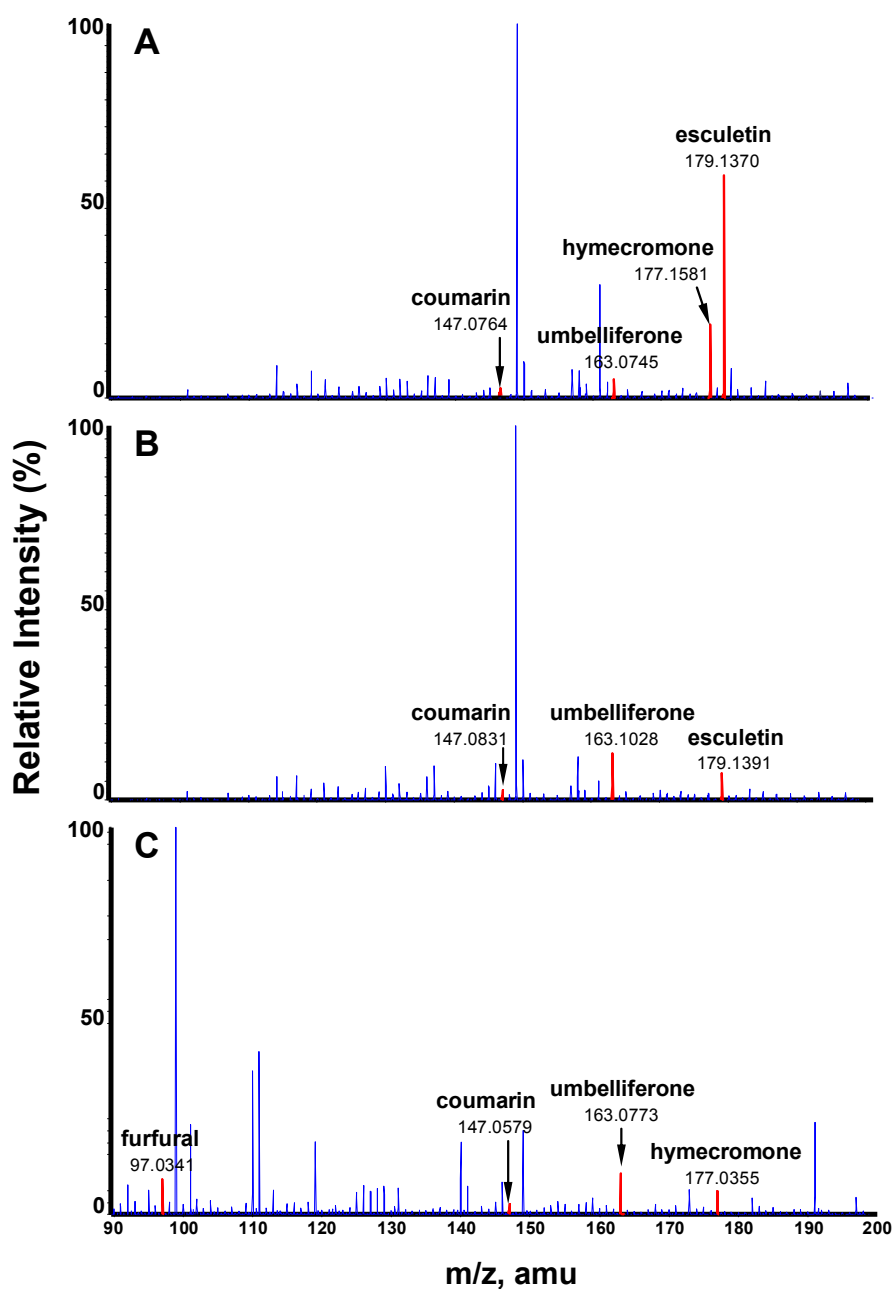 100
A
esculetin
179.1370
50
hymecromone
177.1581
coumarin
147.0764
umbelliferone
163.0745
0
100
B
50
coumarin
147.0831
umbelliferone
163.1028
esculetin
179.1391
0
Relative Intensity (%)
100
C
50
furfural
97.0341
coumarin
147.0579
umbelliferone
163.0773
hymecromone
177.0355
0
90 100 110 120 130 140 150 160 170 180 190 200
m/z, amu